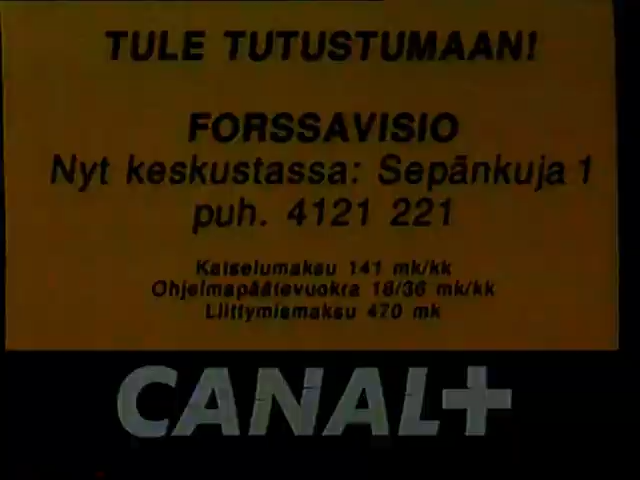 TULE TUTUSTUMAAN!
FORSSAVISIO
Nyt keskustassa: Sepänkuja 1
puh. 4121 221
Katselumaksu 141 mk/kk
Ohjelmapäätevuokra 18/36 mk/kk
Liittymismaksu 470 mk
CANAL+